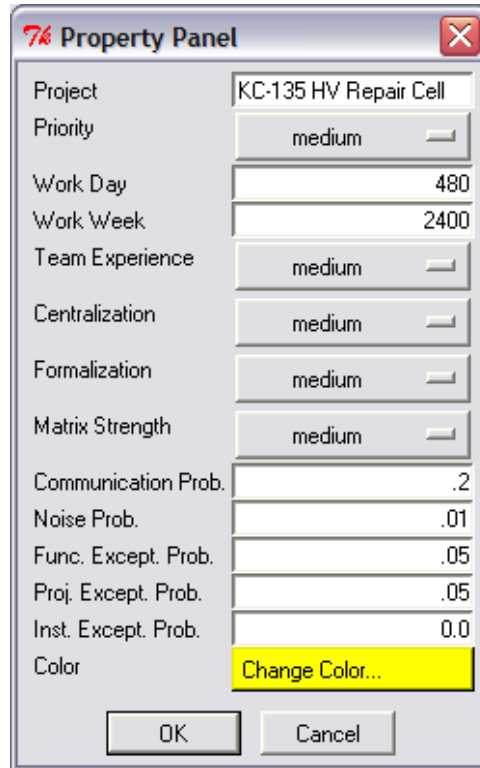 Property Panel
Project KC-135 HV Repair Cell
Priority medium
Work Day 480
Work Week 2400
Team Experience medium
Centralization medium
Formalization medium
Matrix Strength medium
Communication Prob. .2
Noise Prob. .01
Func. Except. Prob. .05
Proj. Except. Prob. .05
Inst. Except. Prob. 0.0
Color Change Color...
OK Cancel